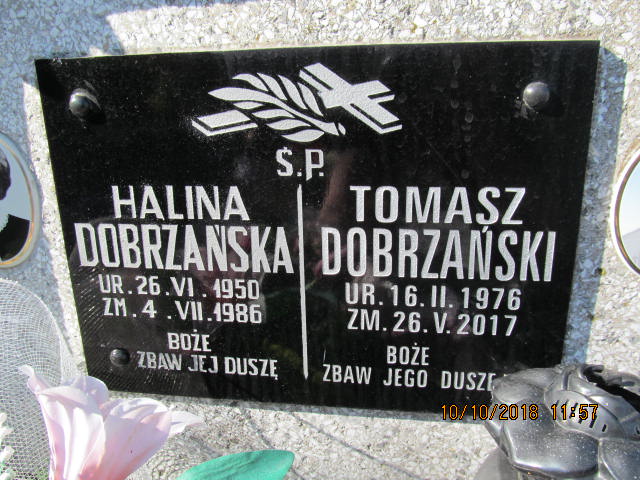 Ś.P.
HALINA
DOBRZAŃSKA
UR. 26. VI. 1950
ZM. 4. VII. 1986
BOŻE
ZBAW JEJ DUSZĘ
TOMASZ
DOBRZAŃSKI
UR. 16. II. 1976
ZM. 26. V. 2017
BOŻE
ZBAW JEGO DUSZĘ
10/10/2018 11:57